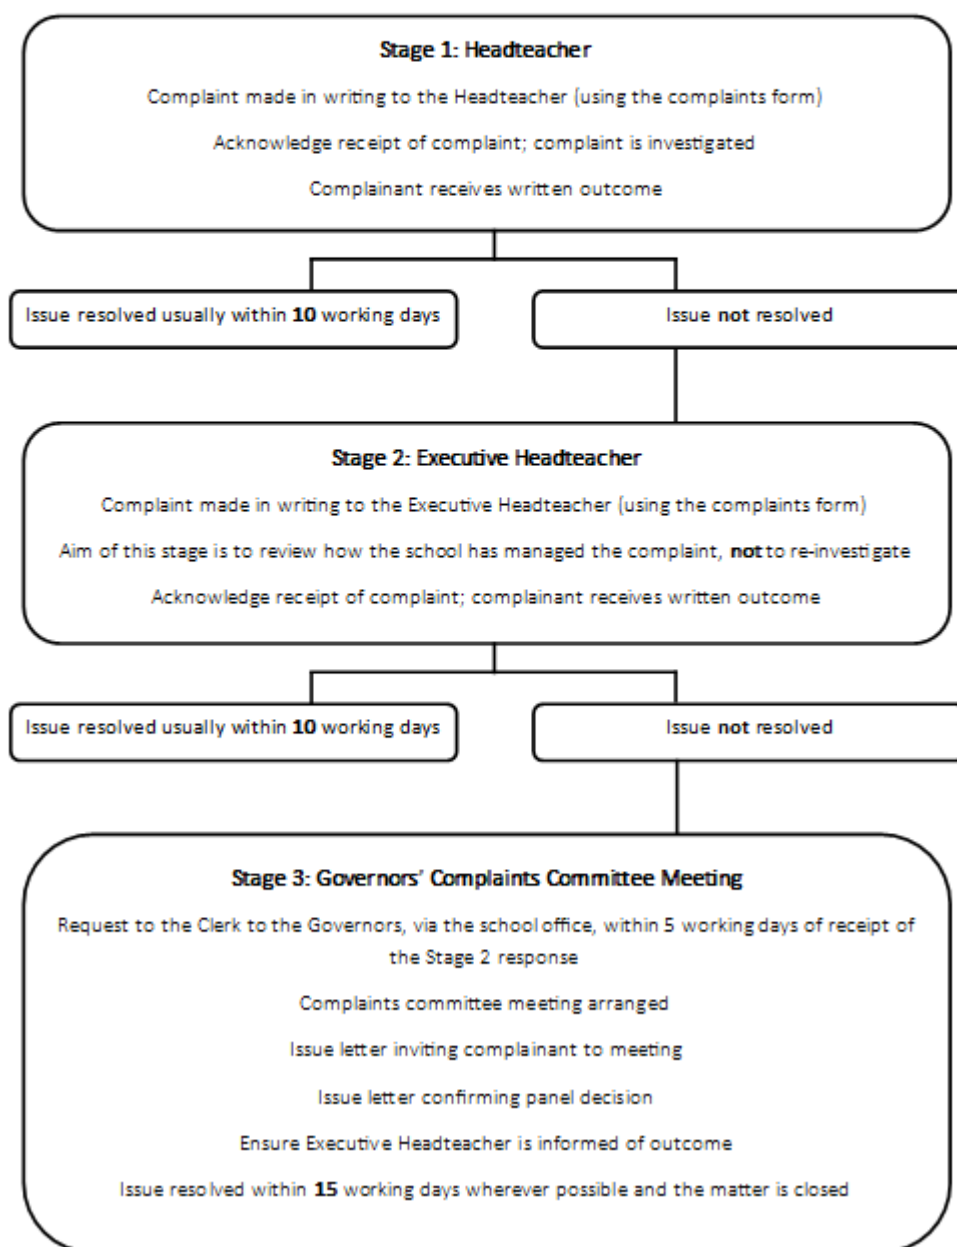 Stage 1: Headteacher
Complaint made in writing to the Headteacher (using the complaints form)
Acknowledge receipt of complaint; complaint is investigated
Complainant receives written outcome
Issue resolved usually within 10 working days
Issue not resolved
Stage 2: Executive Headteacher
Complaint made in writing to the Executive Headteacher (using the complaints form)
Aim of this stage is to review how the school has managed the complaint, not to re-investigate
Acknowledge receipt of complaint; complainant receives written outcome
Issue resolved usually within 10 working days
Issue not resolved
Stage 3: Governors’ Complaints Committee Meeting
Request to the Clerk to the Governors, via the school office, within 5 working days of receipt of
the Stage 2 response
Complaints committee meeting arranged
Issue letter inviting complainant to meeting
Issue letter confirming panel decision
Ensure Executive Headteacher is informed of outcome
Issue resolved within 15 working days wherever possible and the matter is closed